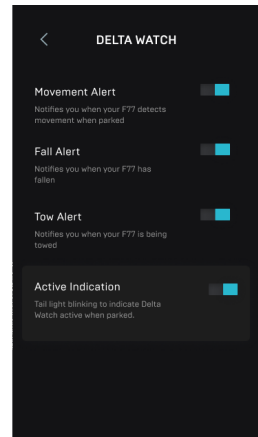 DELTA WATCH
Movement Alert
Notifies you when your F77 detects
movement when parked
Fall Alert
Notifies you when your F77 has
fallen
Tow Alert
Notifies you when your F77 is being
towed
Active Indication
Tail light blinking to indicate Delta
Watch active when parked.